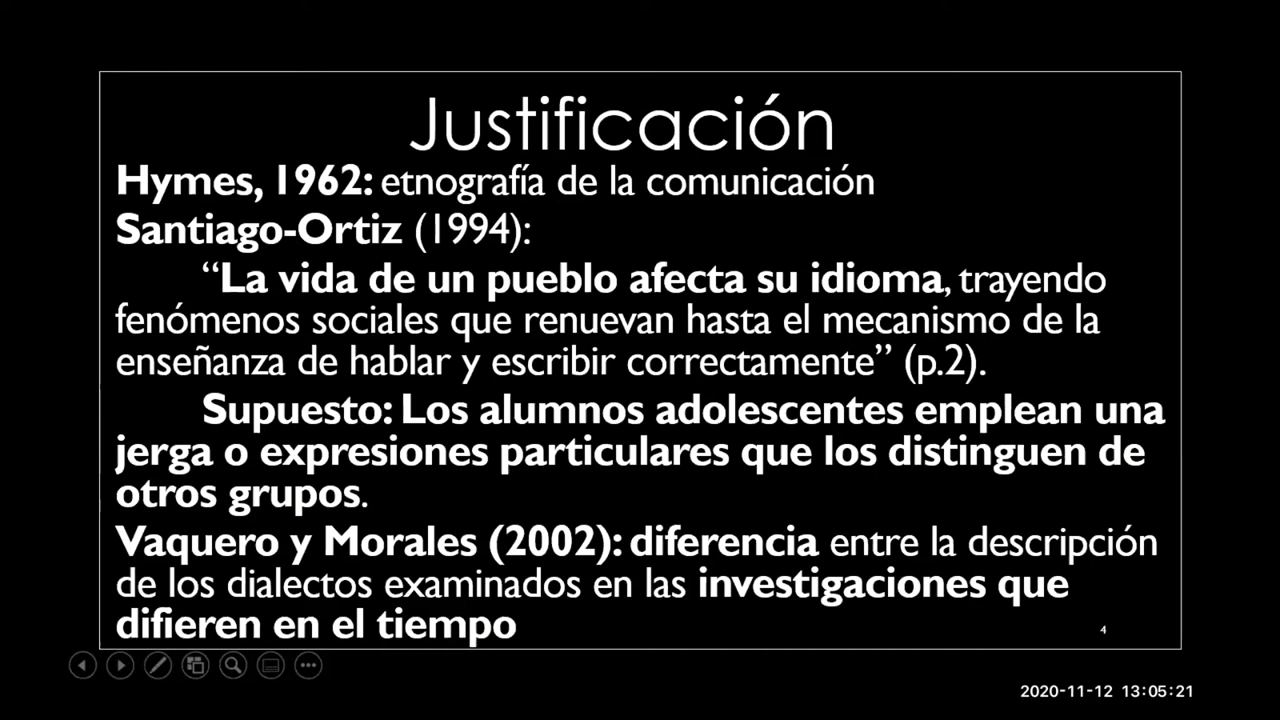 Justificación
Hymes, 1962: etnografía de la comunicación
Santiago-Ortiz (1994):
“La vida de un pueblo afecta su idioma, trayendo
fenómenos sociales que renuevan hasta el mecanismo de la
enseñanza de hablar y escribir correctamente” (p.2).
Supuesto: Los alumnos adolescentes emplean una
jerga o expresiones particulares que los distinguen de
otros grupos.
Vaquero y Morales (2002): diferencia entre la descripción
de los dialectos examinados en las investigaciones que
difieren en el tiempo
4
2020-11-12 13:05:21